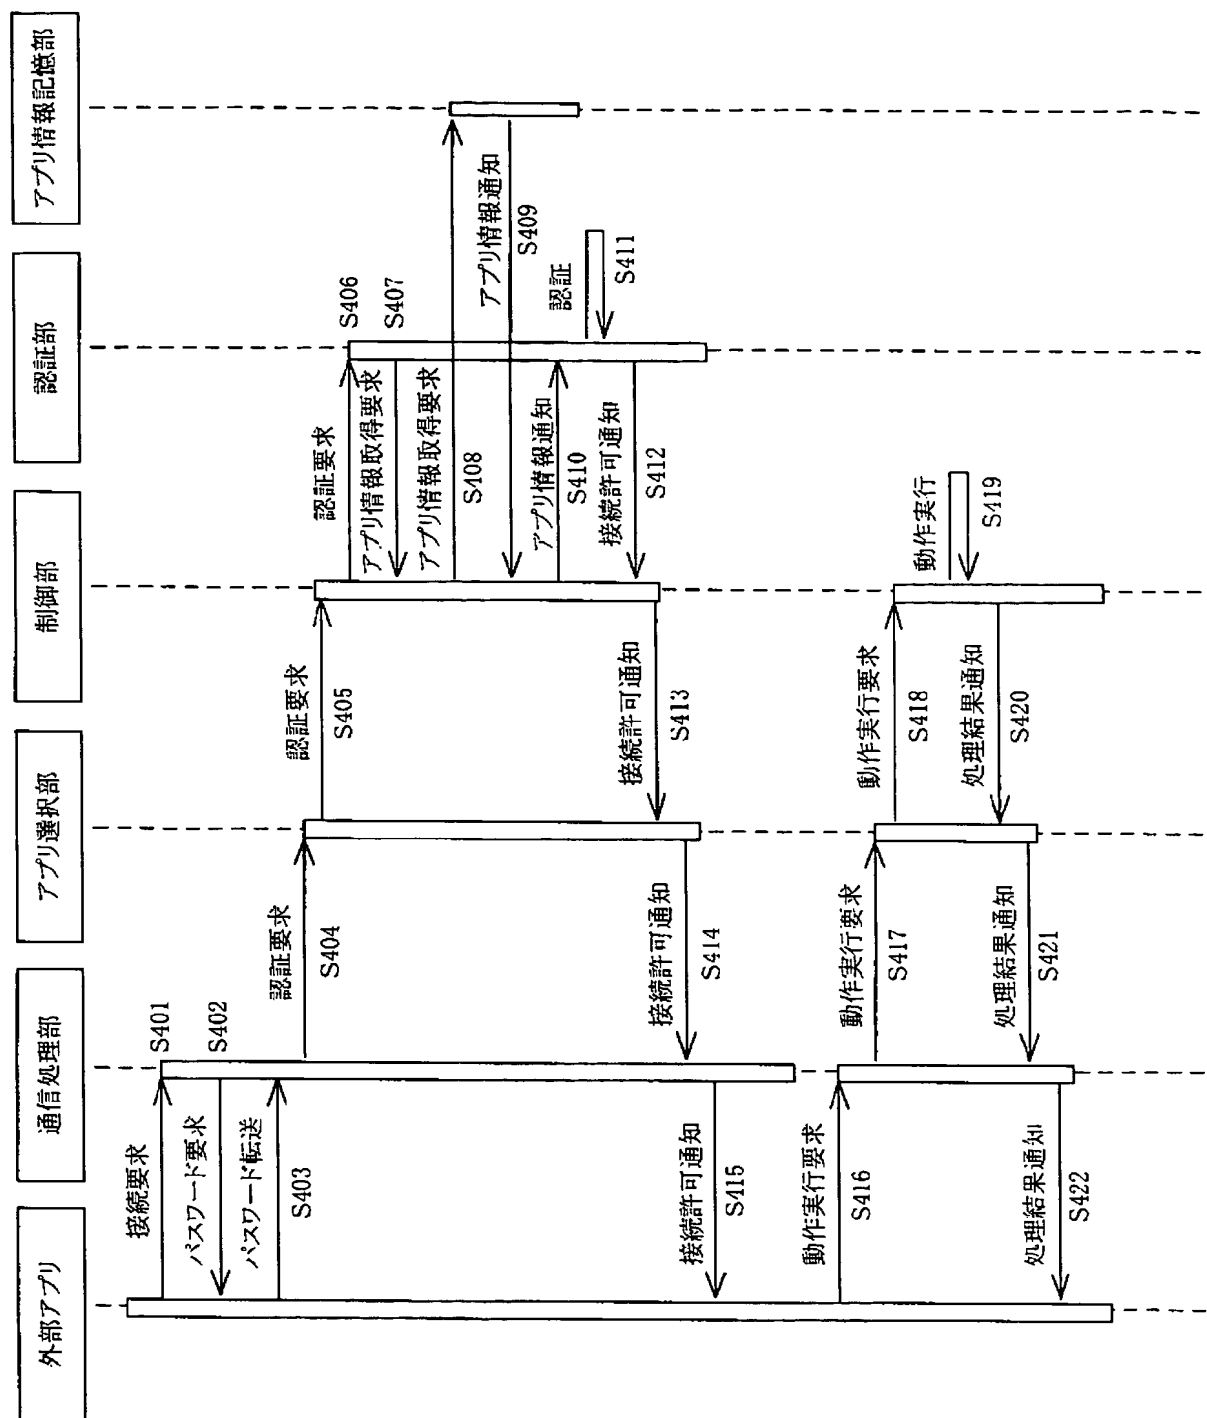 外部アプリ
通信処理部
アプリ選択部
制御部
認証部
アプリ情報記憶部
接続要求
S401
パスワード要求
S402
パスワード転送
S403
認証要求
S404
認証要求
S405
認証要求
S406
アプリ情報取得要求
S407
アプリ情報取得要求
S408
アプリ情報通知
S409
アプリ情報通知
S410
認証
S411
接続許可通知
S412
接続許可通知
S413
接続許可通知
S414
接続許可通知
S415
動作実行要求
S416
動作実行要求
S417
動作実行要求
S418
動作実行
S419
処理結果通知
S420
処理結果通知
S421
処理結果通知
S422